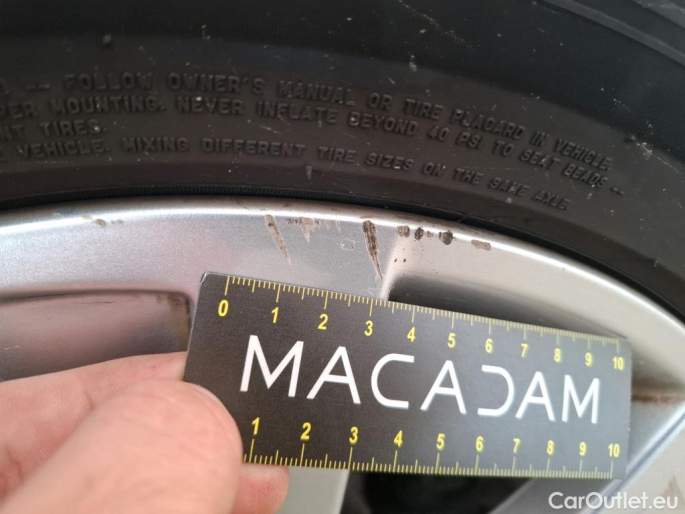 -- FOLLOW OWNER'S MANUAL OR TIRE PLACARD IN VEHICLE.
MOUNTING. NEVER INFLATE BEYOND 40 PSI TO SEAT BEADS --
TIRES.
VEHICLE. MIXING DIFFERENT TIRE SIZES ON THE SAME AXLE.
0 1 2 3 4 5 6 7 8 9 10
MACADAM
1 2 3 4 5 6 7 8 9 10
CarOutlet.eu